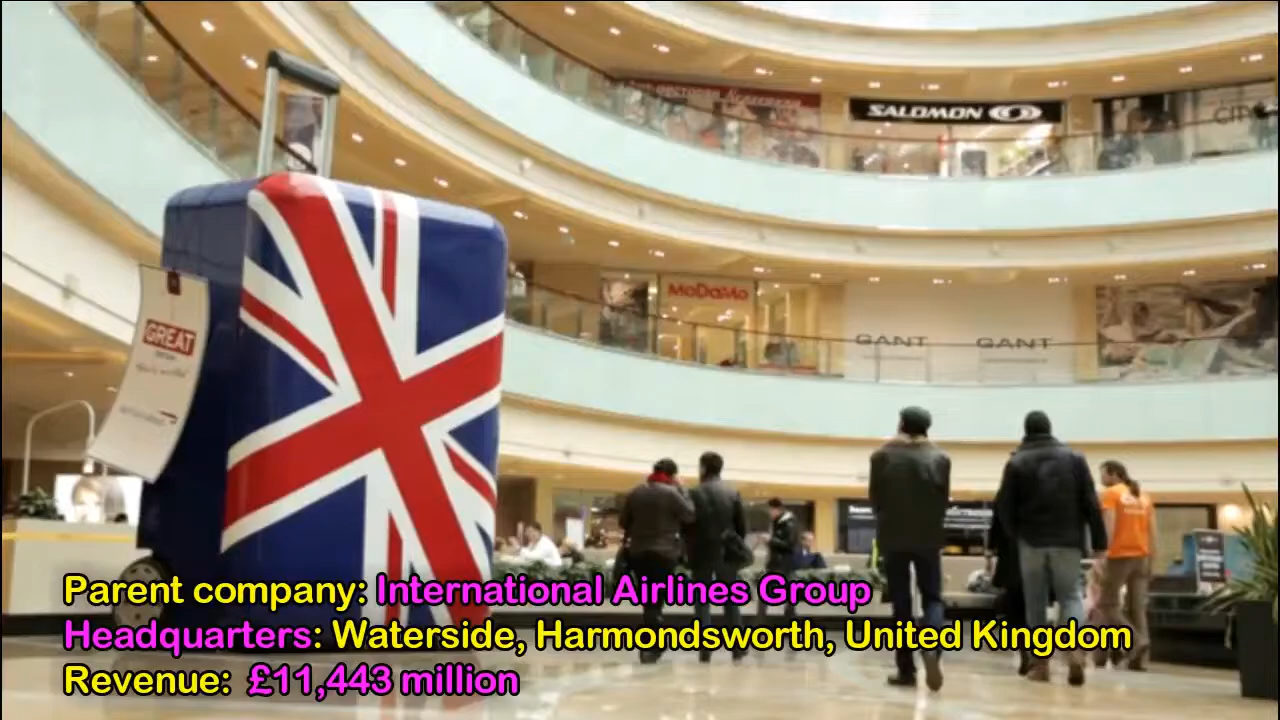 SALOMON
CITY
MoDaMo
GANT GANT
GREAT
Parent company: International Airlines Group
Headquarters: Waterside, Harmondsworth, United Kingdom
Revenue: £11,443 million